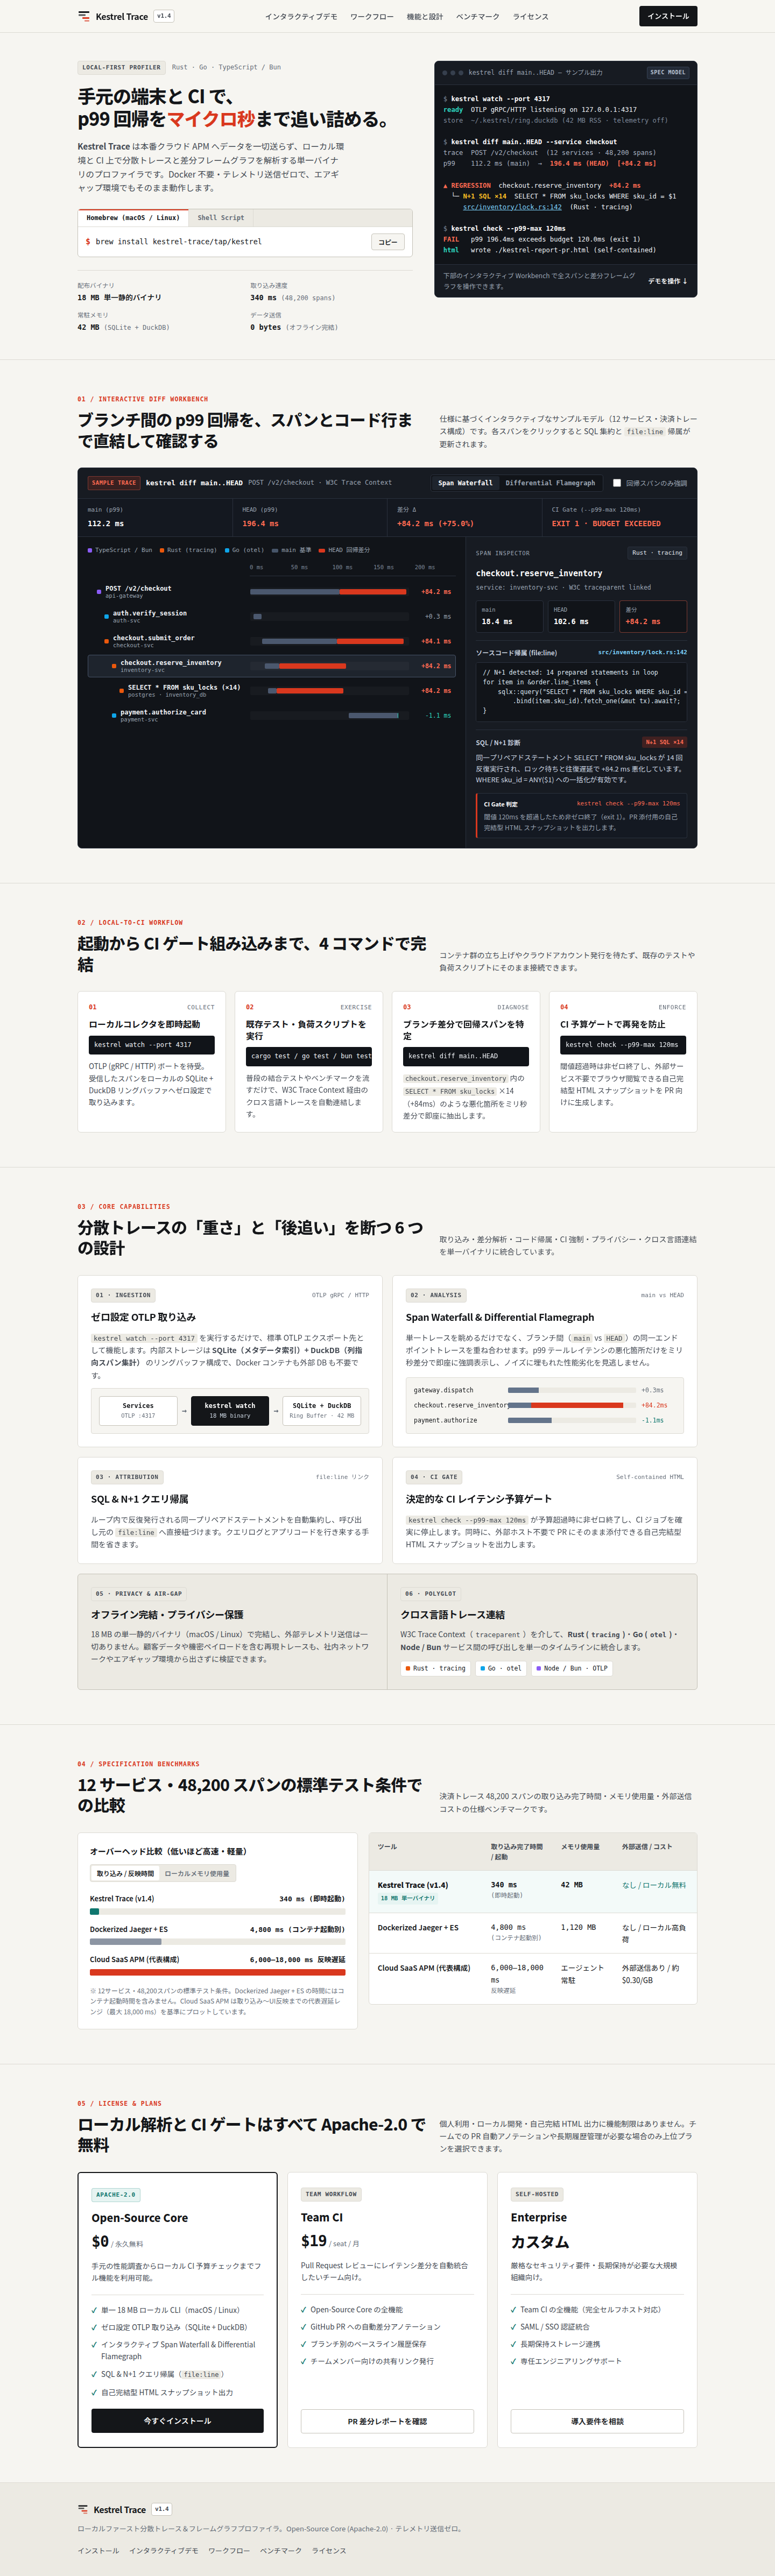 Kestrel Trace v1.4
インタラクティブデモ ワークフロー 機能と設計 ベンチマーク ライセンス
インストール
LOCAL-FIRST PROFILER Rust · Go · TypeScript / Bun
手元の端末と CI で、
p99 回帰をマイクロ秒まで追い詰める。
Kestrel Trace は本番クラウド APM へデータを一切送らず、ローカル環
境と CI 上で分散トレースと差分フレームグラフを解析する単一バイナ
リのプロファイラです。Docker 不要・テレメトリ送信ゼロで、エアギ
ャップ環境でもそのまま動作します。
Homebrew (macOS / Linux) Shell Script
$ brew install kestrel-trace/tap/kestrel
コピー
配布バイナリ
18 MB 単一静的バイナリ
取り込み速度
340 ms (48,200 spans)
常駐メモリ
42 MB (SQLite + DuckDB)
データ送信
0 bytes (オフライン完結)
kestrel diff main..HEAD — サンプル出力
SPEC MODEL
$ kestrel watch --port 4317
ready OTLP gRPC/HTTP listening on 127.0.0.1:4317
store ~/.kestrel/ring.duckdb (42 MB RSS · telemetry off)
$ kestrel diff main..HEAD --service checkout
trace POST /v2/checkout (12 services · 48,200 spans)
p99 112.2 ms (main) → 196.4 ms (HEAD) [+84.2 ms]
▲ REGRESSION checkout.reserve_inventory +84.2 ms
└─ N+1 SQL ×14 SELECT * FROM sku_locks WHERE sku_id = $1
src/inventory/lock.rs:142 (Rust · tracing)
$ kestrel check --p99-max 120ms
FAIL p99 196.4ms exceeds budget 120.0ms (exit 1)
html wrote ./kestrel-report-pr.html (self-contained)
下部のインタラクティブ Workbench で全スパンと差分フレームグ
ラフを操作できます。
デモを操作 ↓
01 / INTERACTIVE DIFF WORKBENCH
ブランチ間の p99 回帰を、スパンとコード行ま
で直結して確認する
仕様に基づくインタラクティブなサンプルモデル（12 サービス・決済トレー
ス構成）です。各スパンをクリックすると SQL 集約と file:line 帰属が
更新されます。
SAMPLE TRACE kestrel diff main..HEAD POST /v2/checkout · W3C Trace Context
Span Waterfall Differential Flamegraph
回帰スパンのみ強調
main (p99)
112.2 ms
HEAD (p99)
196.4 ms
差分 Δ
+84.2 ms (+75.0%)
CI Gate (--p99-max 120ms)
EXIT 1 · BUDGET EXCEEDED
TypeScript / Bun Rust (tracing) Go (otel) main 基準 HEAD 回帰差分
0 ms 50 ms 100 ms 150 ms 200 ms
POST /v2/checkout
api-gateway
+84.2 ms
auth.verify_session
auth-svc
+0.3 ms
checkout.submit_order
checkout-svc
+84.1 ms
checkout.reserve_inventory
inventory-svc
+84.2 ms
SELECT * FROM sku_locks (×14)
postgres · inventory_db
+84.2 ms
payment.authorize_card
payment-svc
-1.1 ms
SPAN INSPECTOR
Rust · tracing
checkout.reserve_inventory
service: inventory-svc · W3C traceparent linked
main
18.4 ms
HEAD
102.6 ms
差分
+84.2 ms
ソースコード帰属 (file:line)
src/inventory/lock.rs:142
// N+1 detected: 14 prepared statements in loop
for item in &order.line_items {
sqlx::query("SELECT * FROM sku_locks WHERE sku_id =
.bind(item.sku_id).fetch_one(&mut tx).await?;
}
SQL / N+1 診断
N+1 SQL ×14
同一プリペアドステートメント SELECT * FROM sku_locks が 14 回
反復実行され、ロック待ちと往復遅延で +84.2 ms 悪化しています。
WHERE sku_id = ANY($1) への一括化が有効です。
CI Gate 判定
kestrel check --p99-max 120ms
閾値 120ms を超過したため非ゼロ終了（exit 1）。PR 添付用の自己
完結型 HTML スナップショットを出力します。
02 / LOCAL-TO-CI WORKFLOW
起動から CI ゲート組み込みまで、4 コマンドで完
結
コンテナ群の立ち上げやクラウドアカウント発行を待たず、既存のテストや
負荷スクリプトにそのまま接続できます。
01 COLLECT
ローカルコレクタを即時起動
kestrel watch --port 4317
OTLP (gRPC / HTTP) ポートを待受。
受信したスパンをローカルの SQLite +
DuckDB リングバッファへゼロ設定で
取り込みます。
02 EXERCISE
既存テスト・負荷スクリプトを
実行
cargo test / go test / bun test
普段の結合テストやベンチマークを流
すだけで、W3C Trace Context 経由の
クロス言語トレースを自動連結しま
す。
03 DIAGNOSE
ブランチ差分で回帰スパンを特
定
kestrel diff main..HEAD
checkout.reserve_inventory 内の
SELECT * FROM sku_locks ×14
（+84ms）のような悪化箇所をミリ秒
差分で即座に抽出します。
04 ENFORCE
CI 予算ゲートで再発を防止
kestrel check --p99-max 120ms
閾値超過時は非ゼロ終了し、外部サー
ビス不要でブラウザ閲覧できる自己完
結型 HTML スナップショットを PR 向
けに生成します。
03 / CORE CAPABILITIES
分散トレースの「重さ」と「後追い」を断つ 6 つ
の設計
取り込み・差分解析・コード帰属・CI 強制・プライバシー・クロス言語連結
を単一バイナリに統合しています。
01 · INGESTION OTLP gRPC / HTTP
ゼロ設定 OTLP 取り込み
kestrel watch --port 4317 を実行するだけで、標準 OTLP エクスポート先と
して機能します。内部ストレージは SQLite（メタデータ索引）+ DuckDB（列指
向スパン集計） のリングバッファ構成で、Docker コンテナも外部 DB も不要で
す。
Services
OTLP :4317
→
kestrel watch
18 MB binary
→
SQLite + DuckDB
Ring Buffer · 42 MB
02 · ANALYSIS main vs HEAD
Span Waterfall & Differential Flamegraph
単一トレースを眺めるだけでなく、ブランチ間（ main vs HEAD ）の同一エンド
ポイントトレースを重ね合わせます。p99 テールレイテンシの悪化箇所だけをミリ
秒差分で即座に強調表示し、ノイズに埋もれた性能劣化を見逃しません。
gateway.dispatch +0.3ms
checkout.reserve_inventory +84.2ms
payment.authorize -1.1ms
03 · ATTRIBUTION file:line リンク
SQL & N+1 クエリ帰属
ループ内で反復発行される同一プリペアドステートメントを自動集約し、呼び出
し元の file:line へ直接紐づけます。クエリログとアプリコードを行き来する手
間を省きます。
04 · CI GATE Self-contained HTML
決定的な CI レイテンシ予算ゲート
kestrel check --p99-max 120ms が予算超過時に非ゼロ終了し、CI ジョブを確
実に停止します。同時に、外部ホスト不要で PR にそのまま添付できる自己完結型
HTML スナップショットを出力します。
05 · PRIVACY & AIR-GAP
オフライン完結・プライバシー保護
18 MB の単一静的バイナリ（macOS / Linux）で完結し、外部テレメトリ送信は一
切ありません。顧客データや機密ペイロードを含む再現トレースも、社内ネットワ
ークやエアギャップ環境から出さずに検証できます。
06 · POLYGLOT
クロス言語トレース連結
W3C Trace Context（ traceparent ）を介して、Rust ( tracing )・Go ( otel )・
Node / Bun サービス間の呼び出しを単一のタイムラインに統合します。
Rust · tracing Go · otel Node / Bun · OTLP
04 / SPECIFICATION BENCHMARKS
12 サービス・48,200 スパンの標準テスト条件で
の比較
決済トレース 48,200 スパンの取り込み完了時間・メモリ使用量・外部送信
コストの仕様ベンチマークです。
オーバーヘッド比較（低いほど高速・軽量）
取り込み / 反映時間 ローカルメモリ使用量
Kestrel Trace (v1.4) 340 ms (即時起動)
Dockerized Jaeger + ES 4,800 ms (コンテナ起動別)
Cloud SaaS APM (代表構成) 6,000–18,000 ms 反映遅延
※ 12サービス・48,200スパンの標準テスト条件。Dockerized Jaeger + ES の時間にはコ
ンテナ起動時間を含みません。Cloud SaaS APM は取り込み〜UI反映までの代表遅延レ
ンジ（最大 18,000 ms）を基準にプロットしています。
ツール 取り込み完了時間 メモリ使用量 外部送信 / コスト
/ 起動
Kestrel Trace (v1.4) 340 ms 42 MB なし / ローカル無料
18 MB 単一バイナリ (即時起動)
Dockerized Jaeger + ES 4,800 ms 1,120 MB なし / ローカル高負
(コンテナ起動別) 荷
Cloud SaaS APM (代表構成) 6,000–18,000 エージェント 外部送信あり / 約
ms 常駐 $0.30/GB
反映遅延
05 / LICENSE & PLANS
ローカル解析と CI ゲートはすべて Apache-2.0 で
無料
個人利用・ローカル開発・自己完結 HTML 出力に機能制限はありません。チ
ームでの PR 自動アノテーションや長期履歴管理が必要な場合のみ上位プラ
ンを選択できます。
APACHE-2.0
Open-Source Core
$0 / 永久無料
手元の性能調査からローカル CI 予算チェックまでフ
ル機能を利用可能。
✓ 単一 18 MB ローカル CLI（macOS / Linux）
✓ ゼロ設定 OTLP 取り込み（SQLite + DuckDB）
✓ インタラクティブ Span Waterfall & Differential
Flamegraph
✓ SQL & N+1 クエリ帰属（ file:line ）
✓ 自己完結型 HTML スナップショット出力
今すぐインストール
TEAM WORKFLOW
Team CI
$19 / seat / 月
Pull Request レビューにレイテンシ差分を自動統合
したいチーム向け。
✓ Open-Source Core の全機能
✓ GitHub PR への自動差分アノテーション
✓ ブランチ別のベースライン履歴保存
✓ チームメンバー向けの共有リンク発行
PR 差分レポートを確認
SELF-HOSTED
Enterprise
カスタム
厳格なセキュリティ要件・長期保持が必要な大規模
組織向け。
✓ Team CI の全機能（完全セルフホスト対応）
✓ SAML / SSO 認証統合
✓ 長期保持ストレージ連携
✓ 専任エンジニアリングサポート
導入要件を相談
Kestrel Trace v1.4
ローカルファースト分散トレース＆フレームグラフプロファイラ。Open-Source Core (Apache-2.0) · テレメトリ送信ゼロ。
インストール インタラクティブデモ ワークフロー ベンチマーク ライセンス